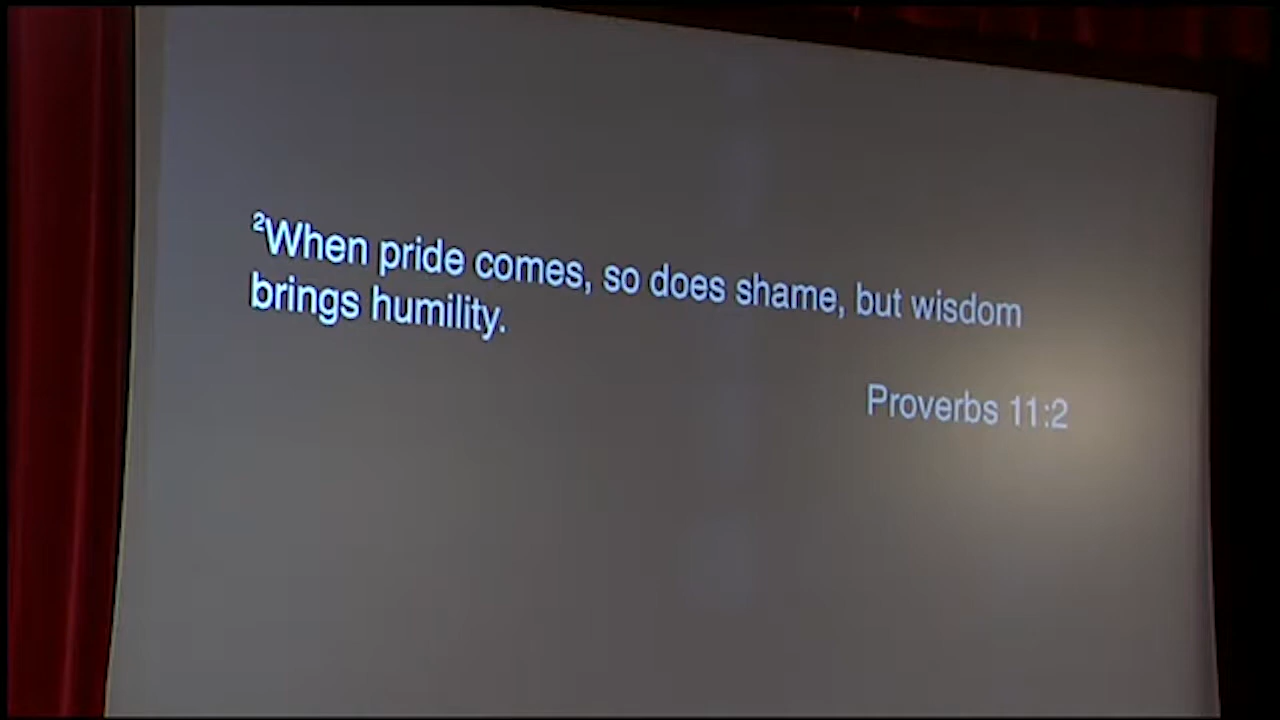 ²When pride comes, so does shame, but wisdom
brings humility.
Proverbs 11:2